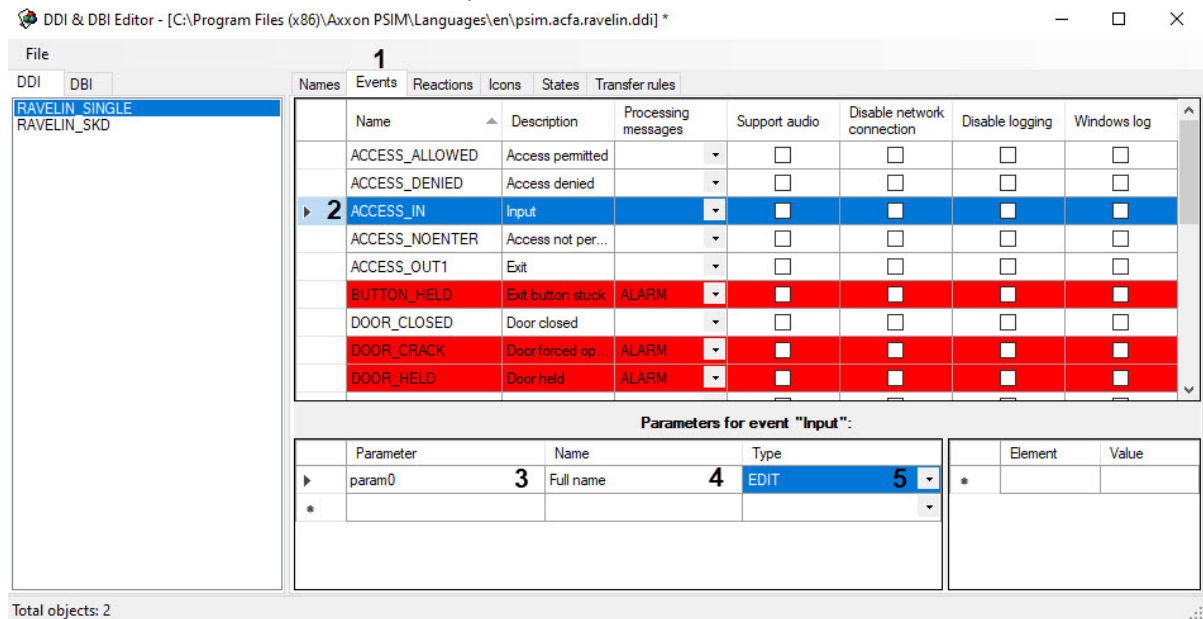 DDI & DBI Editor - [C:\Program Files (x86)\Axxon PSIM\Languages\en\psim.acfa.ravelin.ddi] *
File
1
DDI DBI
Names Events Reactions Icons States Transfer rules
RAVELIN_SINGLE
RAVELIN_SKD
Name Description Processing messages Support audio Disable network connection Disable logging Windows log
ACCESS_ALLOWED Access permitted
ACCESS_DENIED Access denied
2 ACCESS_IN Input
ACCESS_NOENTER Access not per...
ACCESS_OUT1 Exit
BUTTON_HELD Exit button stuck ALARM
DOOR_CLOSED Door closed
DOOR_CRACK Door forced op... ALARM
DOOR_HELD Door held ALARM
Parameters for event "Input":
Parameter Name Type Element Value
param0 3 Full name 4 EDIT 5
Total objects: 2